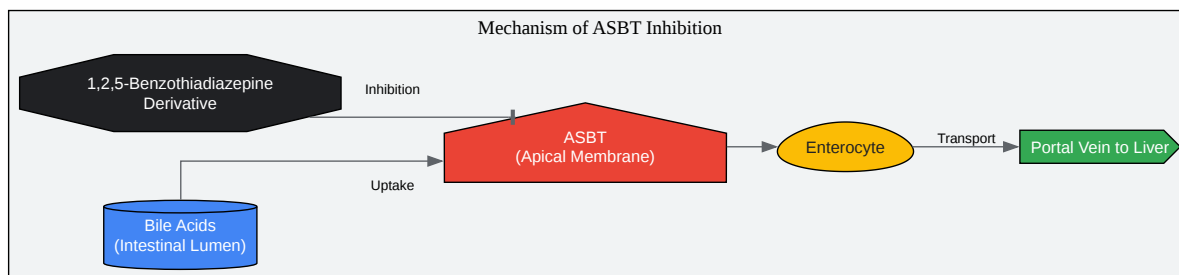 Mechanism of ASBT Inhibition
1,2,5-Benzothiadiazepine
Derivative
Inhibition
ASBT
(Apical Membrane)
Enterocyte
Transport
Portal Vein to Liver
Uptake
Bile Acids
(Intestinal Lumen)